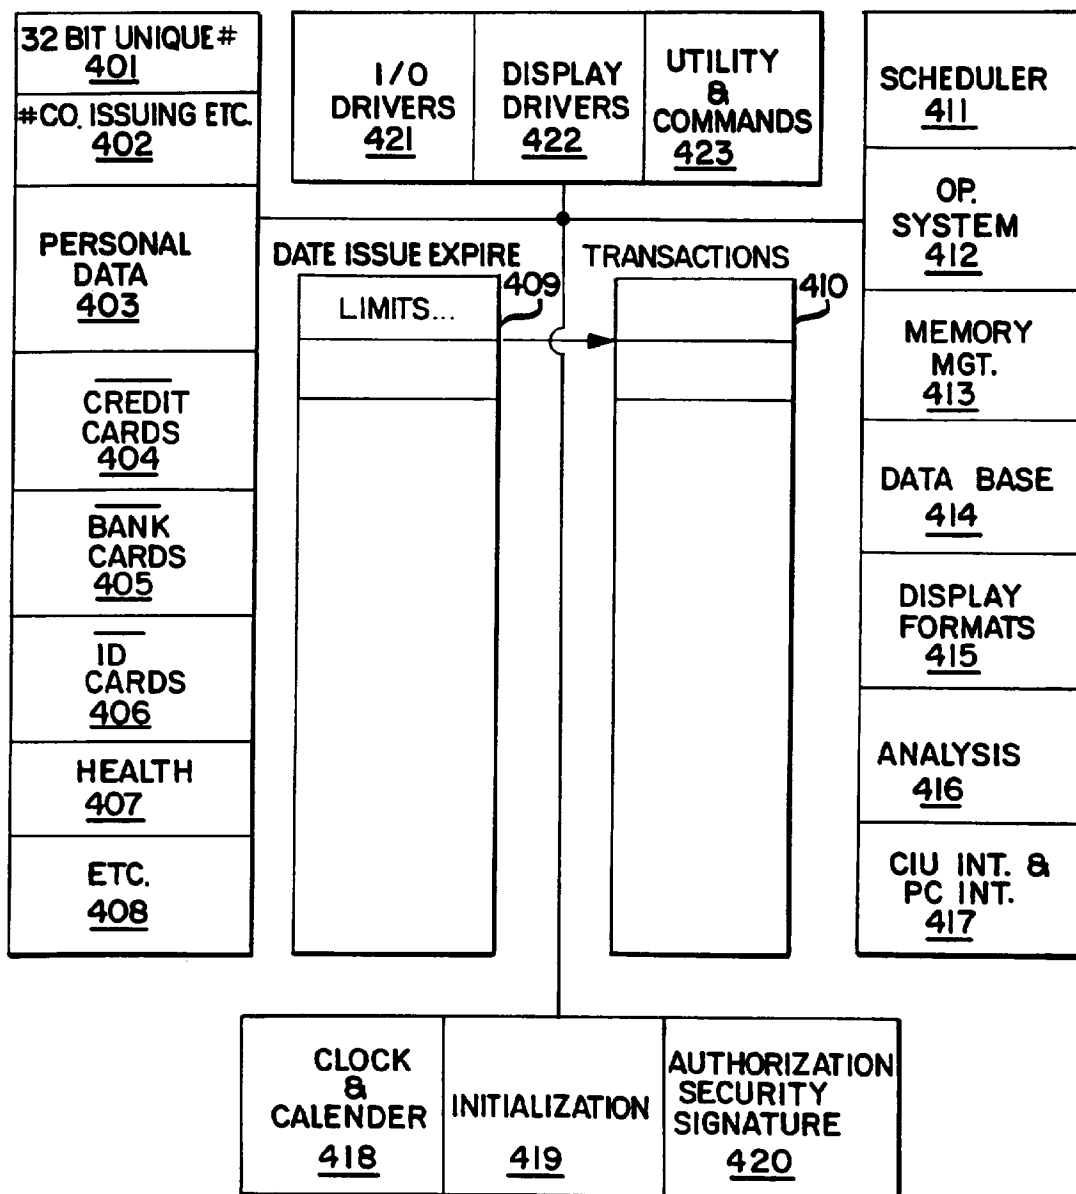 32 BIT UNIQUE#
401
#CO. ISSUING ETC.
402
PERSONAL
DATA
403
CREDIT
CARDS
404
BANK
CARDS
405
ID
CARDS
406
HEALTH
407
ETC.
408
I/O
DRIVERS
421
DISPLAY
DRIVERS
422
UTILITY
&
COMMANDS
423
DATE ISSUE EXPIRE
409
LIMITS...
TRANSACTIONS
410
SCHEDULER
411
OP.
SYSTEM
412
MEMORY
MGT.
413
DATA BASE
414
DISPLAY
FORMATS
415
ANALYSIS
416
CIU INT. &
PC INT.
417
CLOCK
&
CALENDER
418
INITIALIZATION
419
AUTHORIZATION
SECURITY
SIGNATURE
420